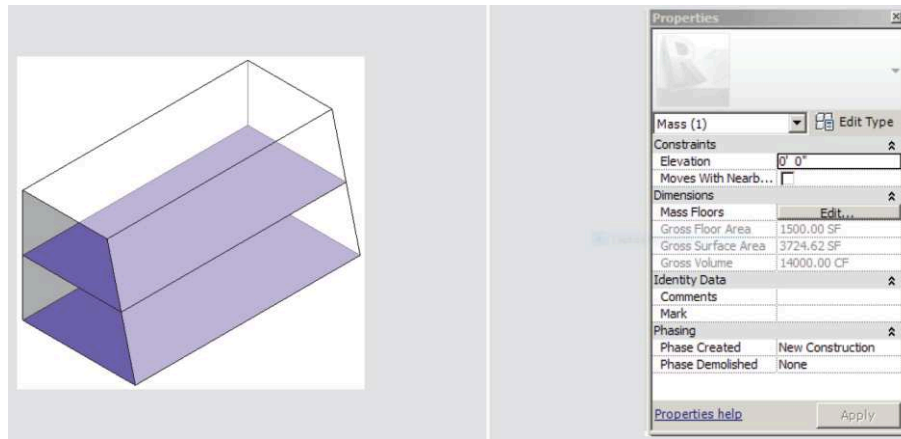 Properties
Mass (1) Edit Type
Constraints
Elevation 0' 0"
Moves With Nearb...
Dimensions
Mass Floors Edit...
Gross Floor Area 1500.00 SF
Gross Surface Area 3724.62 SF
Gross Volume 14000.00 CF
Identity Data
Comments
Mark
Phasing
Phase Created New Construction
Phase Demolished None
Properties help Apply